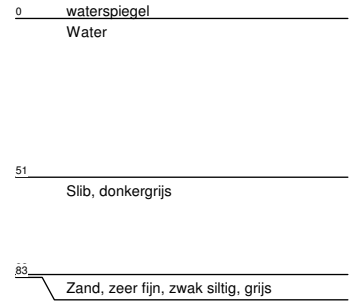 0 waterspiegel
Water
51
Slib, donkergrijs
83
Zand, zeer fijn, zwak siltig, grijs